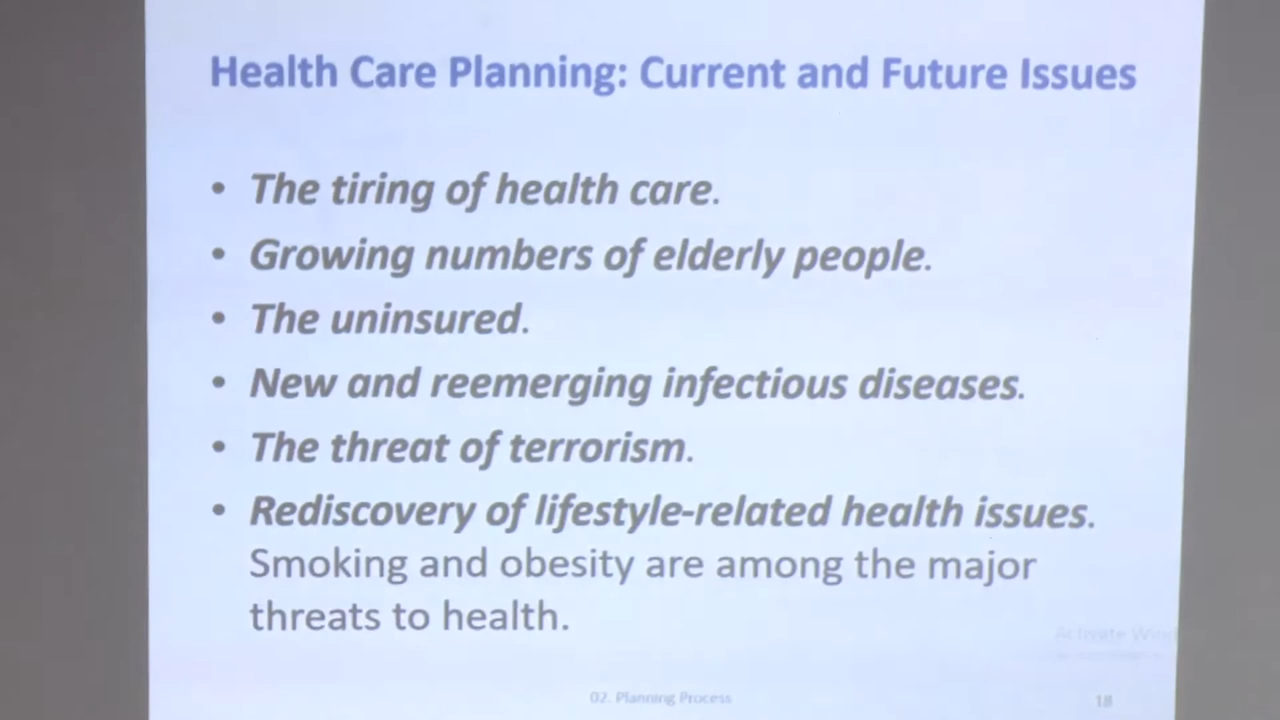 Health Care Planning: Current and Future Issues
• The tiring of health care.
• Growing numbers of elderly people.
• The uninsured.
• New and reemerging infectious diseases.
• The threat of terrorism.
• Rediscovery of lifestyle-related health issues.
Smoking and obesity are among the major
threats to health.
Activate Wind
02. Planning Process
18